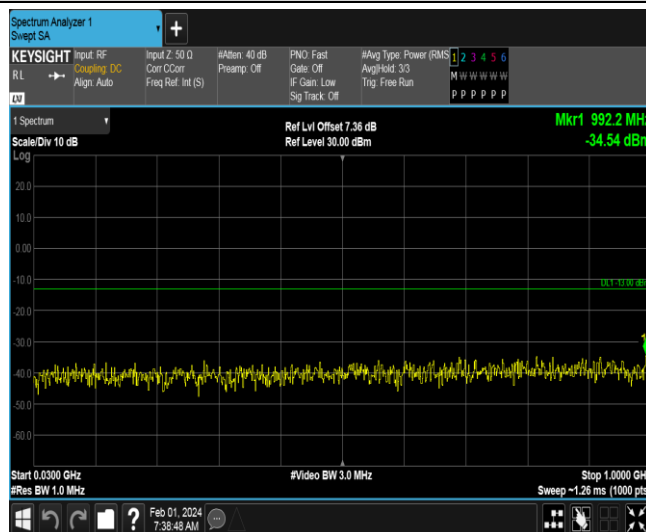 Spectrum Analyzer 1
Swept SA
+
KEYSIGHT Input: RF Input Z: 50 Ω #Atten: 40 dB PNO: Fast #Avg Type: Power (RMS 1 2 3 4 5 6
RL Coupling: DC Corr CCorr Preamp: Off Gate: Off Avg|Hold: 3/3 M W W W W W
Align: Auto Freq Ref: Int (S) IF Gain: Low Trig: Free Run
Sig Track: Off P P P P P P
LXI
1 Spectrum Ref Lvl Offset 7.36 dB Mkr1 992.2 MHz
Scale/Div 10 dB Ref Level 30.00 dBm -34.54 dBm
Log
20.0
10.0
0.00
-10.0
DL1 -13.00 dBm
-20.0
-30.0
-40.0
-50.0
-60.0
Start 0.0300 GHz #Video BW 3.0 MHz Stop 1.0000 GH
#Res BW 1.0 MHz Sweep ~1.26 ms (1000 pts
? Feb 01, 2024
7:38:48 AM